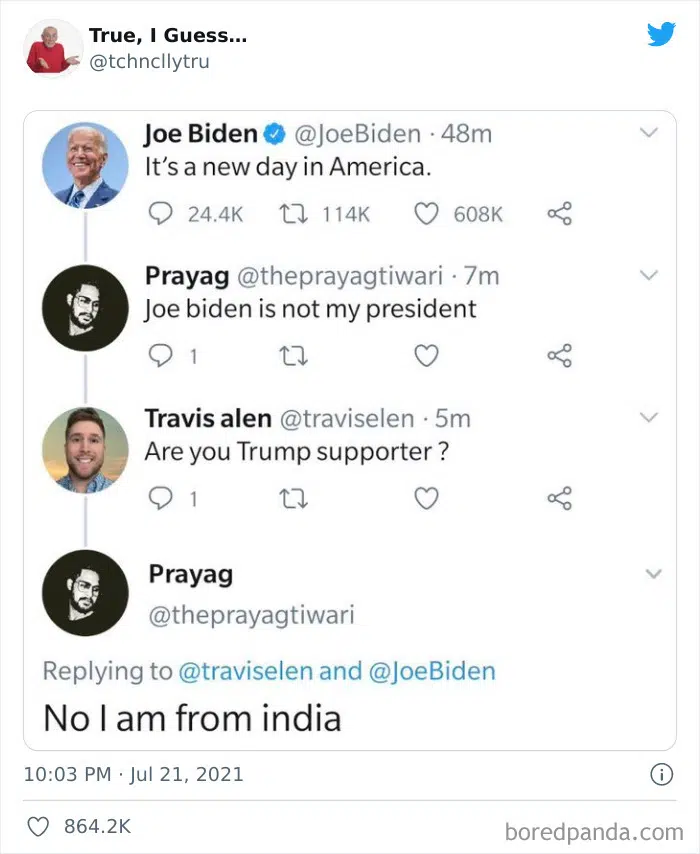 True, I Guess...
@tchncllytru
Joe Biden @JoeBiden · 48m
It's a new day in America.
24.4K 114K 608K
Prayag @theprayagtiwari · 7m
Joe biden is not my president
1
Travis alen @traviselen · 5m
Are you Trump supporter ?
1
Prayag
@theprayagtiwari
Replying to @traviselen and @JoeBiden
No I am from india
10:03 PM · Jul 21, 2021
864.2K
boredpanda.com